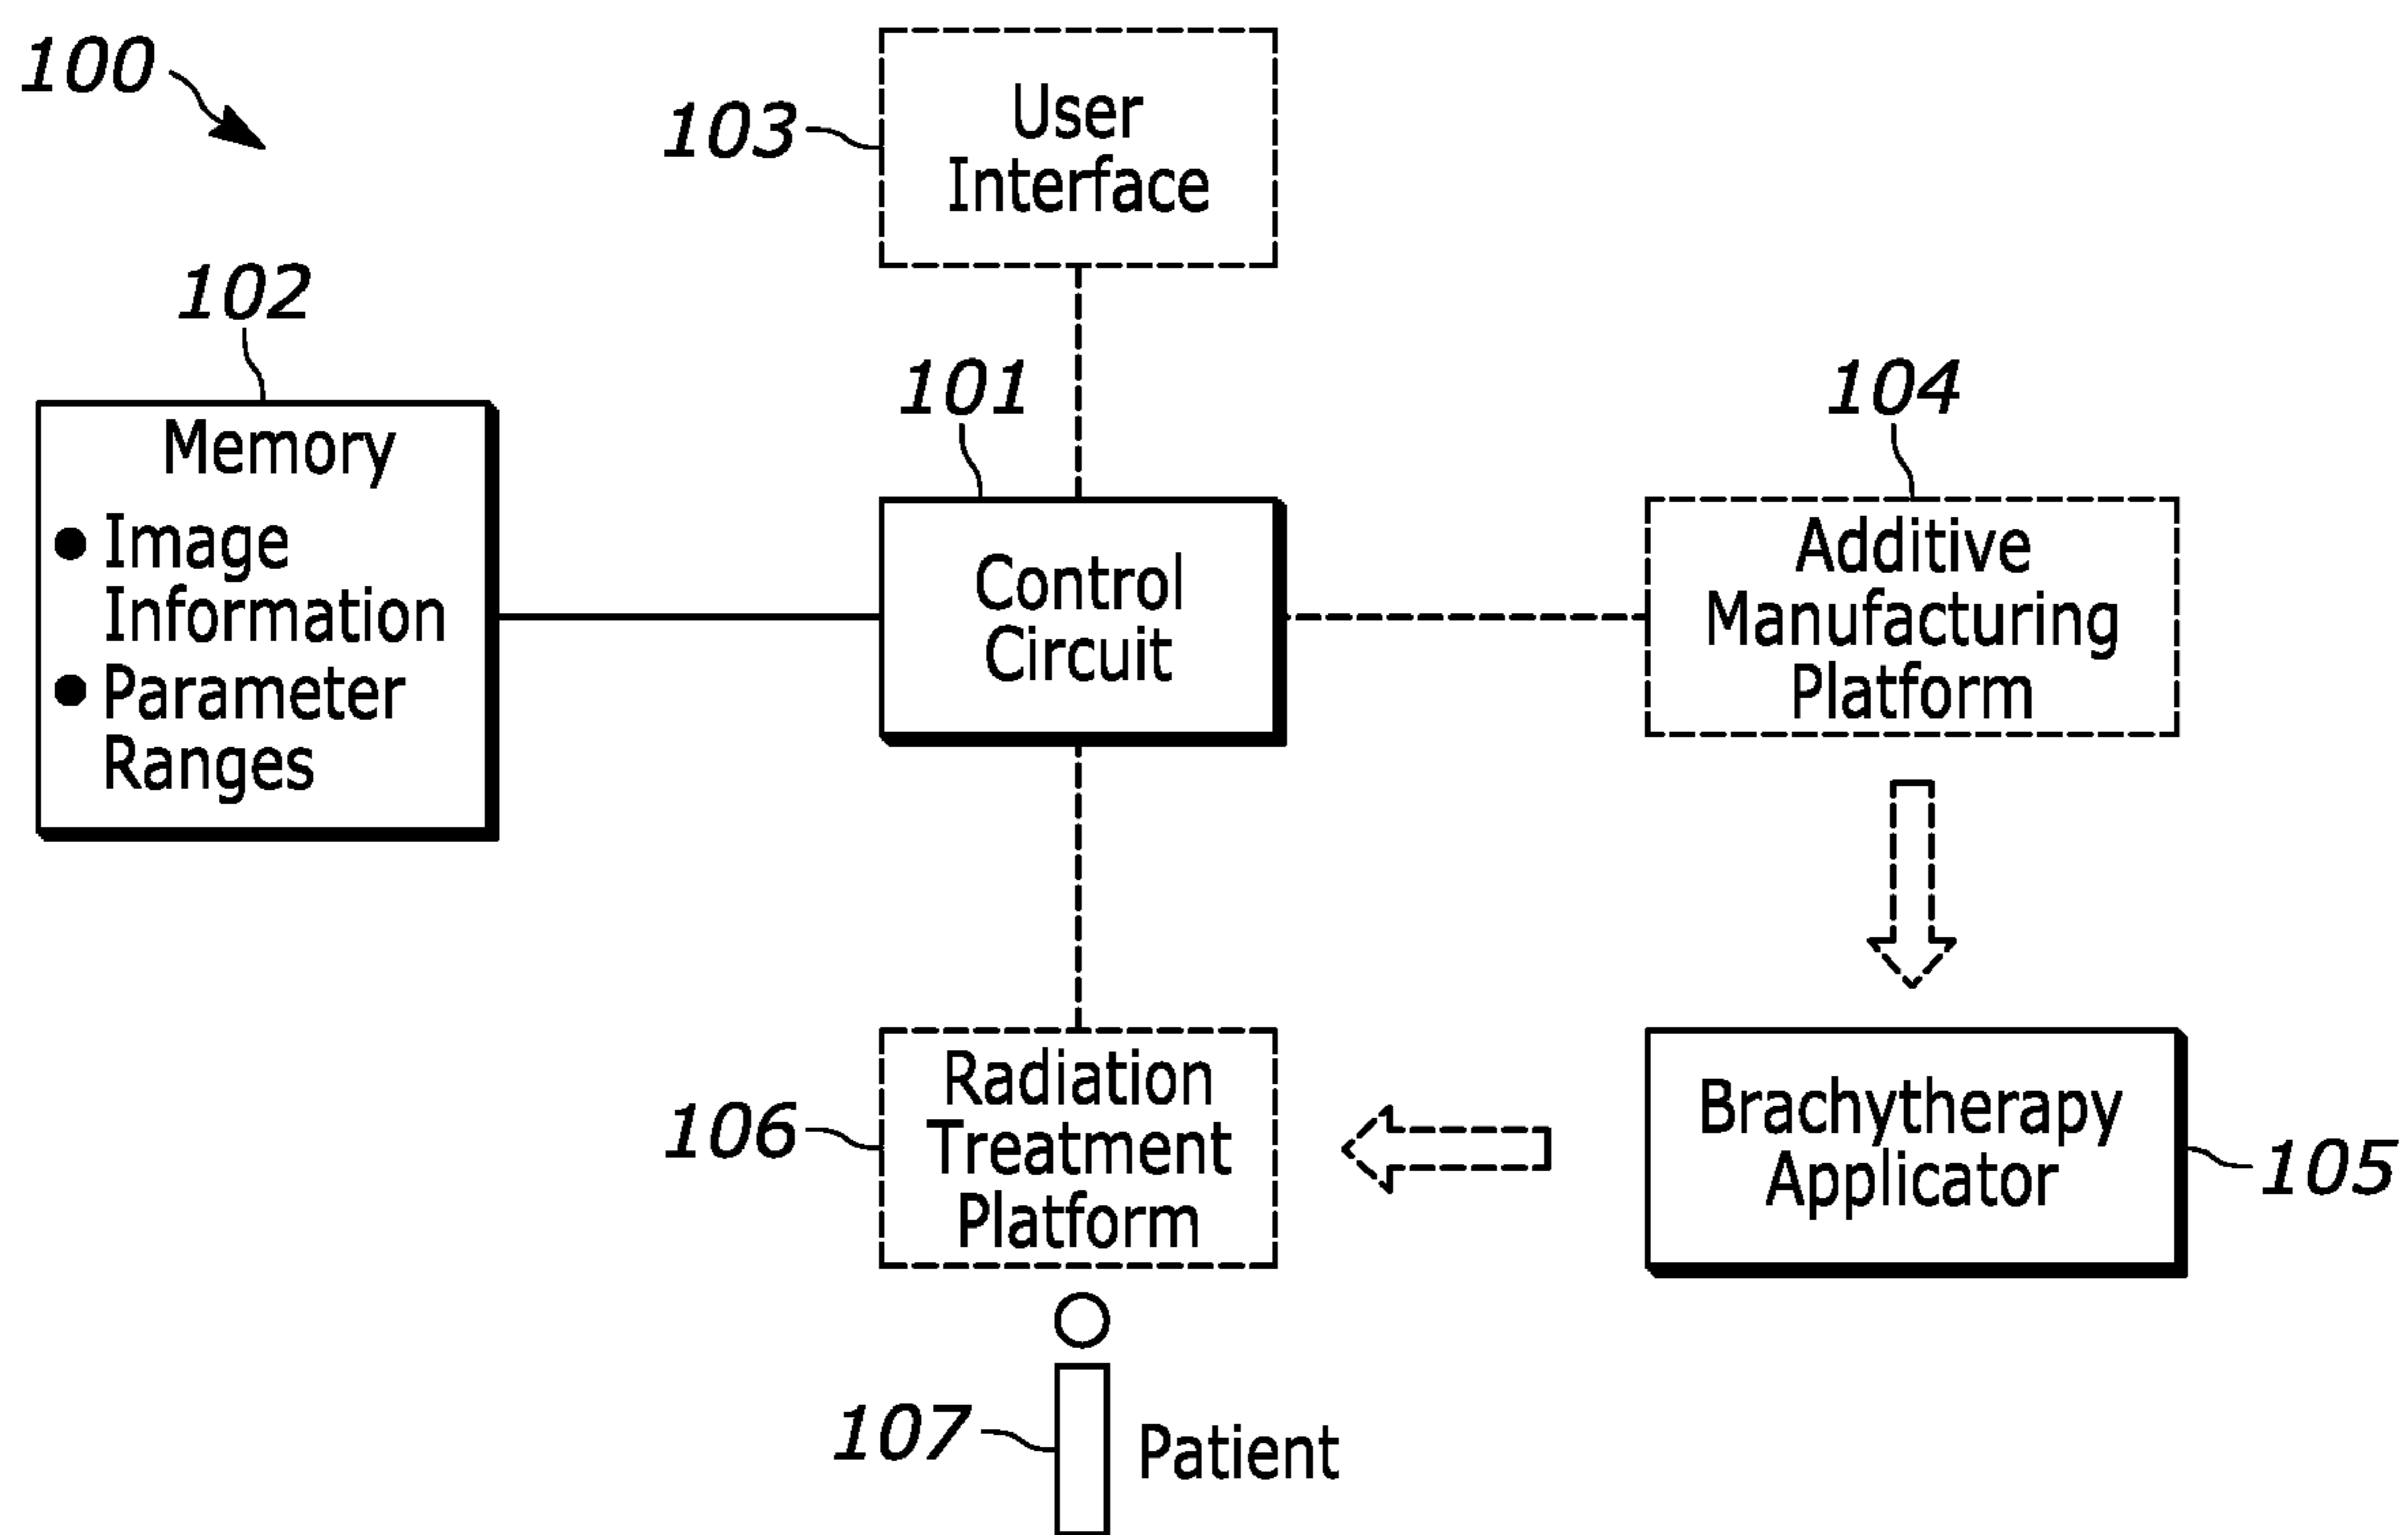 100
103
User
Interface
102
101
104
Memory
● Image
Information
● Parameter
Ranges
Control
Circuit
Additive
Manufacturing
Platform
106
Radiation
Treatment
Platform
Brachytherapy
Applicator
105
107
Patient